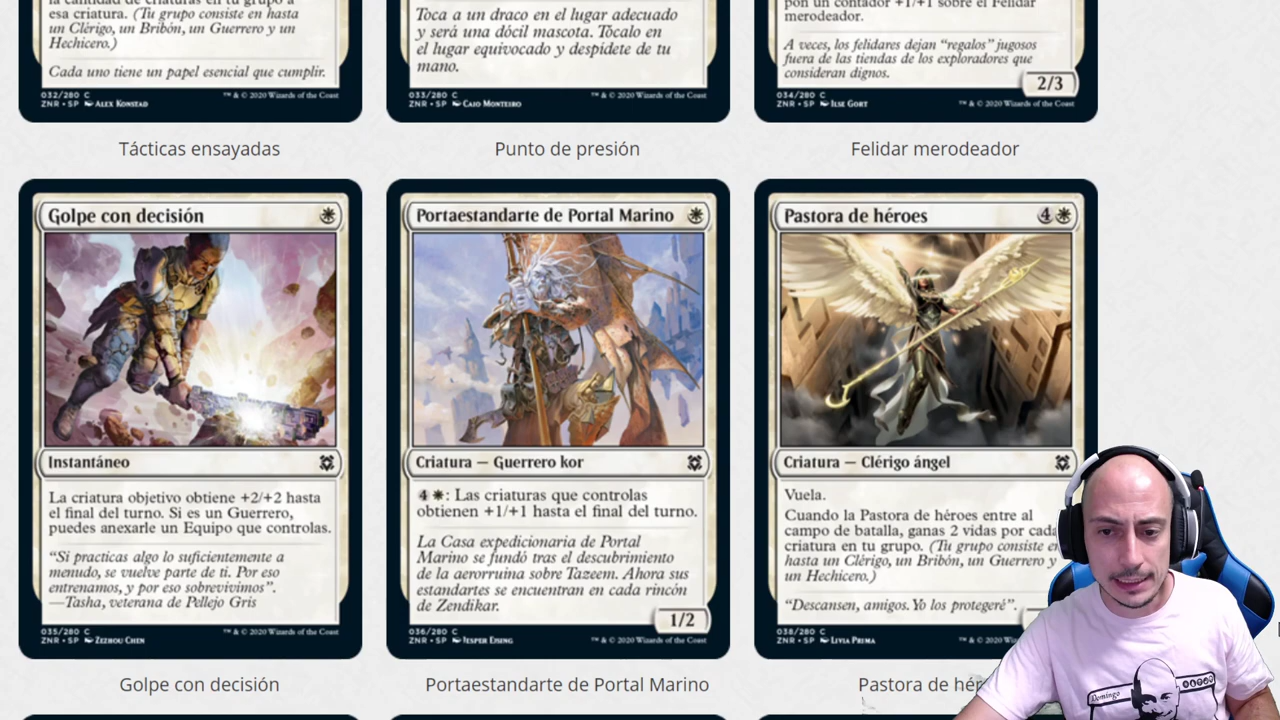 la cantidad de criaturas en tu grupo a
esa criatura. (Tu grupo consiste en hasta
un Clérigo, un Bribón, un Guerrero y un
Hechicero.)
Cada uno tiene un papel esencial que cumplir.
032/280 C
ZNR • SP ALEX KONSTAD
™ & © 2020 Wizards of the Coast
Toca a un draco en el lugar adecuado
y será una dócil mascota. Tócalo en
el lugar equivocado y despídete de tu
mano.
033/280 C
ZNR • SP CAIO MONTEIRO
™ & © 2020 Wizards of the Coast
pon un contador +1/+1 sobre el Felidar
merodeador.
A veces, los felidares dejan “regalos” jugosos
fuera de las tiendas de los exploradores que
consideran dignos.
2/3
034/280 C
ZNR • SP ILSE GORT
™ & © 2020 Wizards of the Coast
Tácticas ensayadas
Punto de presión
Felidar merodeador
Golpe con decisión
Instantáneo
La criatura objetivo obtiene +2/+2 hasta
el final del turno. Si es un Guerrero,
puedes anexarle un Equipo que controlas.
“Si practicas algo lo suficientemente a
menudo, se vuelve parte de ti. Por eso
entrenamos, y por eso sobrevivimos”.
—Tasha, veterana de Pellejo Gris
035/280 C
ZNR • SP ZEZHOU CHEN
™ & © 2020 Wizards of the Coast
Portaestandarte de Portal Marino
Criatura — Guerrero kor
4: Las criaturas que controlas
obtienen +1/+1 hasta el final del turno.
La Casa expedicionaria de Portal
Marino se fundó tras el descubrimiento
de la aerorruina sobre Tazeem. Ahora sus
estandartes se encuentran en cada rincón
de Zendikar.
1/2
036/280 C
ZNR • SP JESPER EJSING
™ & © 2020 Wizards of the Coast
Pastora de héroes 4
Criatura — Clérigo ángel
Vuela.
Cuando la Pastora de héroes entre al
campo de batalla, ganas 2 vidas por cada
criatura en tu grupo. (Tu grupo consiste en
hasta un Clérigo, un Bribón, un Guerrero y
un Hechicero.)
“Descansen, amigos. Yo los protegeré”.
038/280 C
ZNR • SP LIVIA PRIMA
™ & © 20
Golpe con decisión
Portaestandarte de Portal Marino
Pastora de hér
Domingo